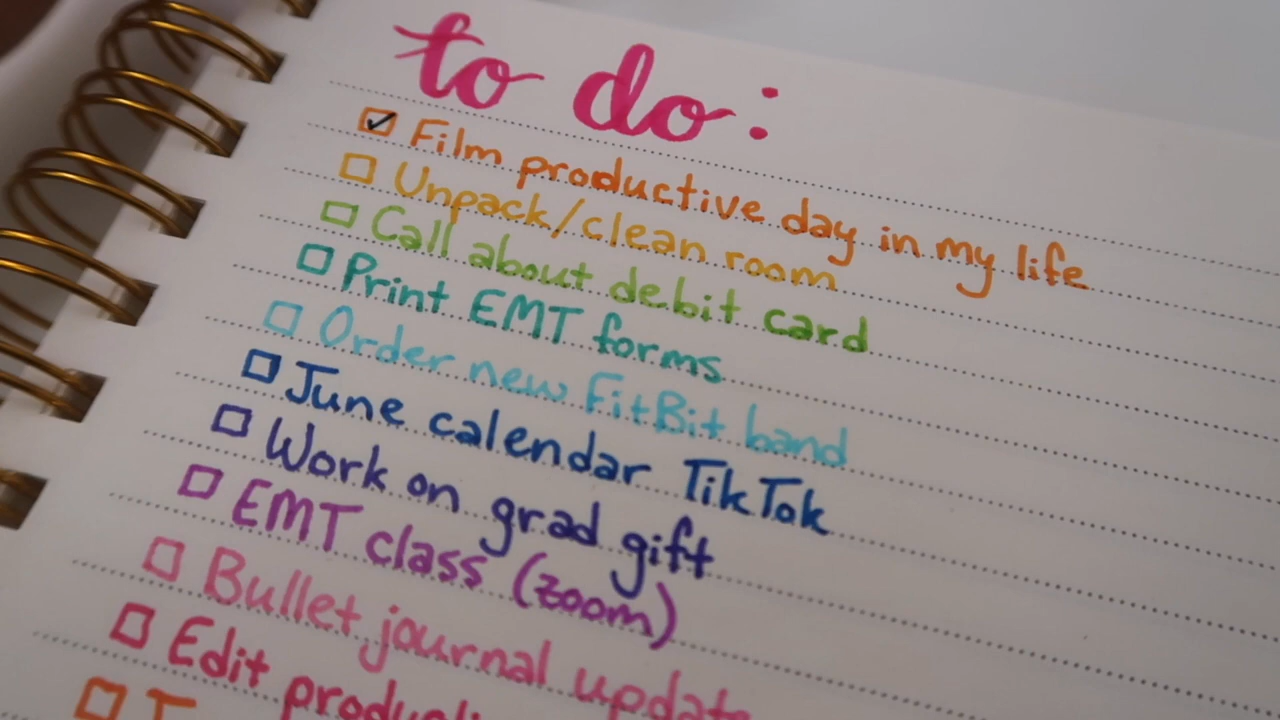 to do:
Film productive day in my life
Unpack/clean room
Call about debit card
Print EMT forms
Order new FitBit band
June calendar TikTok
Work on grad gift
EMT class (zoom)
Bullet journal update
Edit